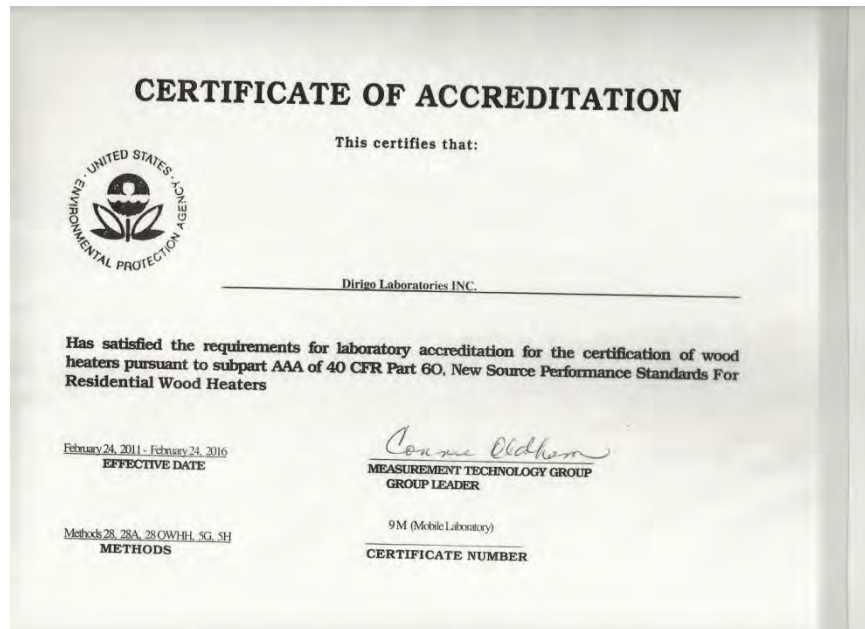 CERTIFICATE OF ACCREDITATION
This certifies that:
UNITED STATES
ENVIRONMENTAL PROTECTION AGENCY
Dirigo Laboratories INC.
Has satisfied the requirements for laboratory accreditation for the certification of wood
heaters pursuant to subpart AAA of 40 CFR Part 60, New Source Performance Standards For
Residential Wood Heaters
February 24, 2011 - February 24, 2016
EFFECTIVE DATE
Connie Oldham
MEASUREMENT TECHNOLOGY GROUP
GROUP LEADER
Methods 28, 28A, 28 OWHH, 5G, 5H
METHODS
9M (Mobile Laboratory)
CERTIFICATE NUMBER